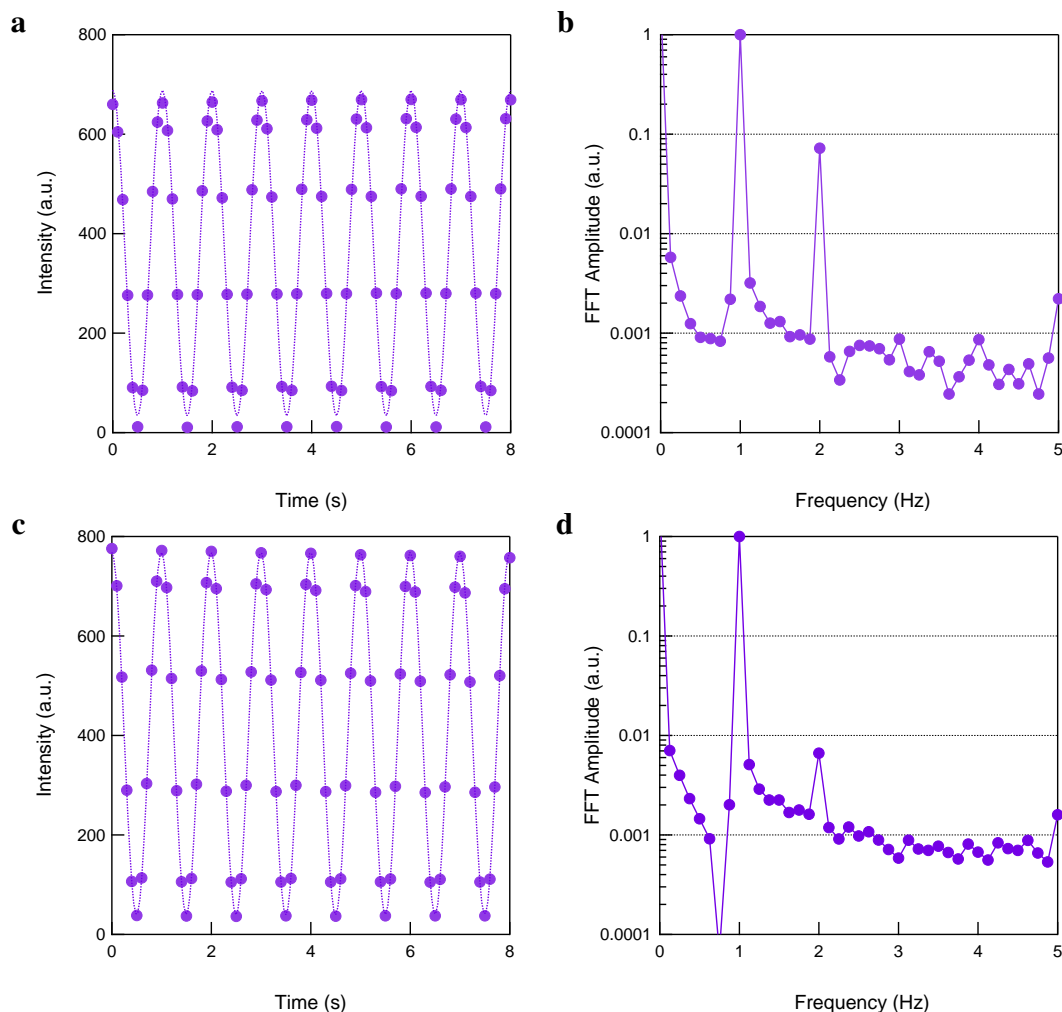 a
800
600
400
200
0
Intensity (a.u.)
0 2 4 6 8
Time (s)
b
1
0.1
0.01
0.001
0.0001
FFT Amplitude (a.u.)
0 1 2 3 4 5
Frequency (Hz)
c
800
600
400
200
0
Intensity (a.u.)
0 2 4 6 8
Time (s)
d
1
0.1
0.01
0.001
0.0001
FFT Amplitude (a.u.)
0 1 2 3 4 5
Frequency (Hz)